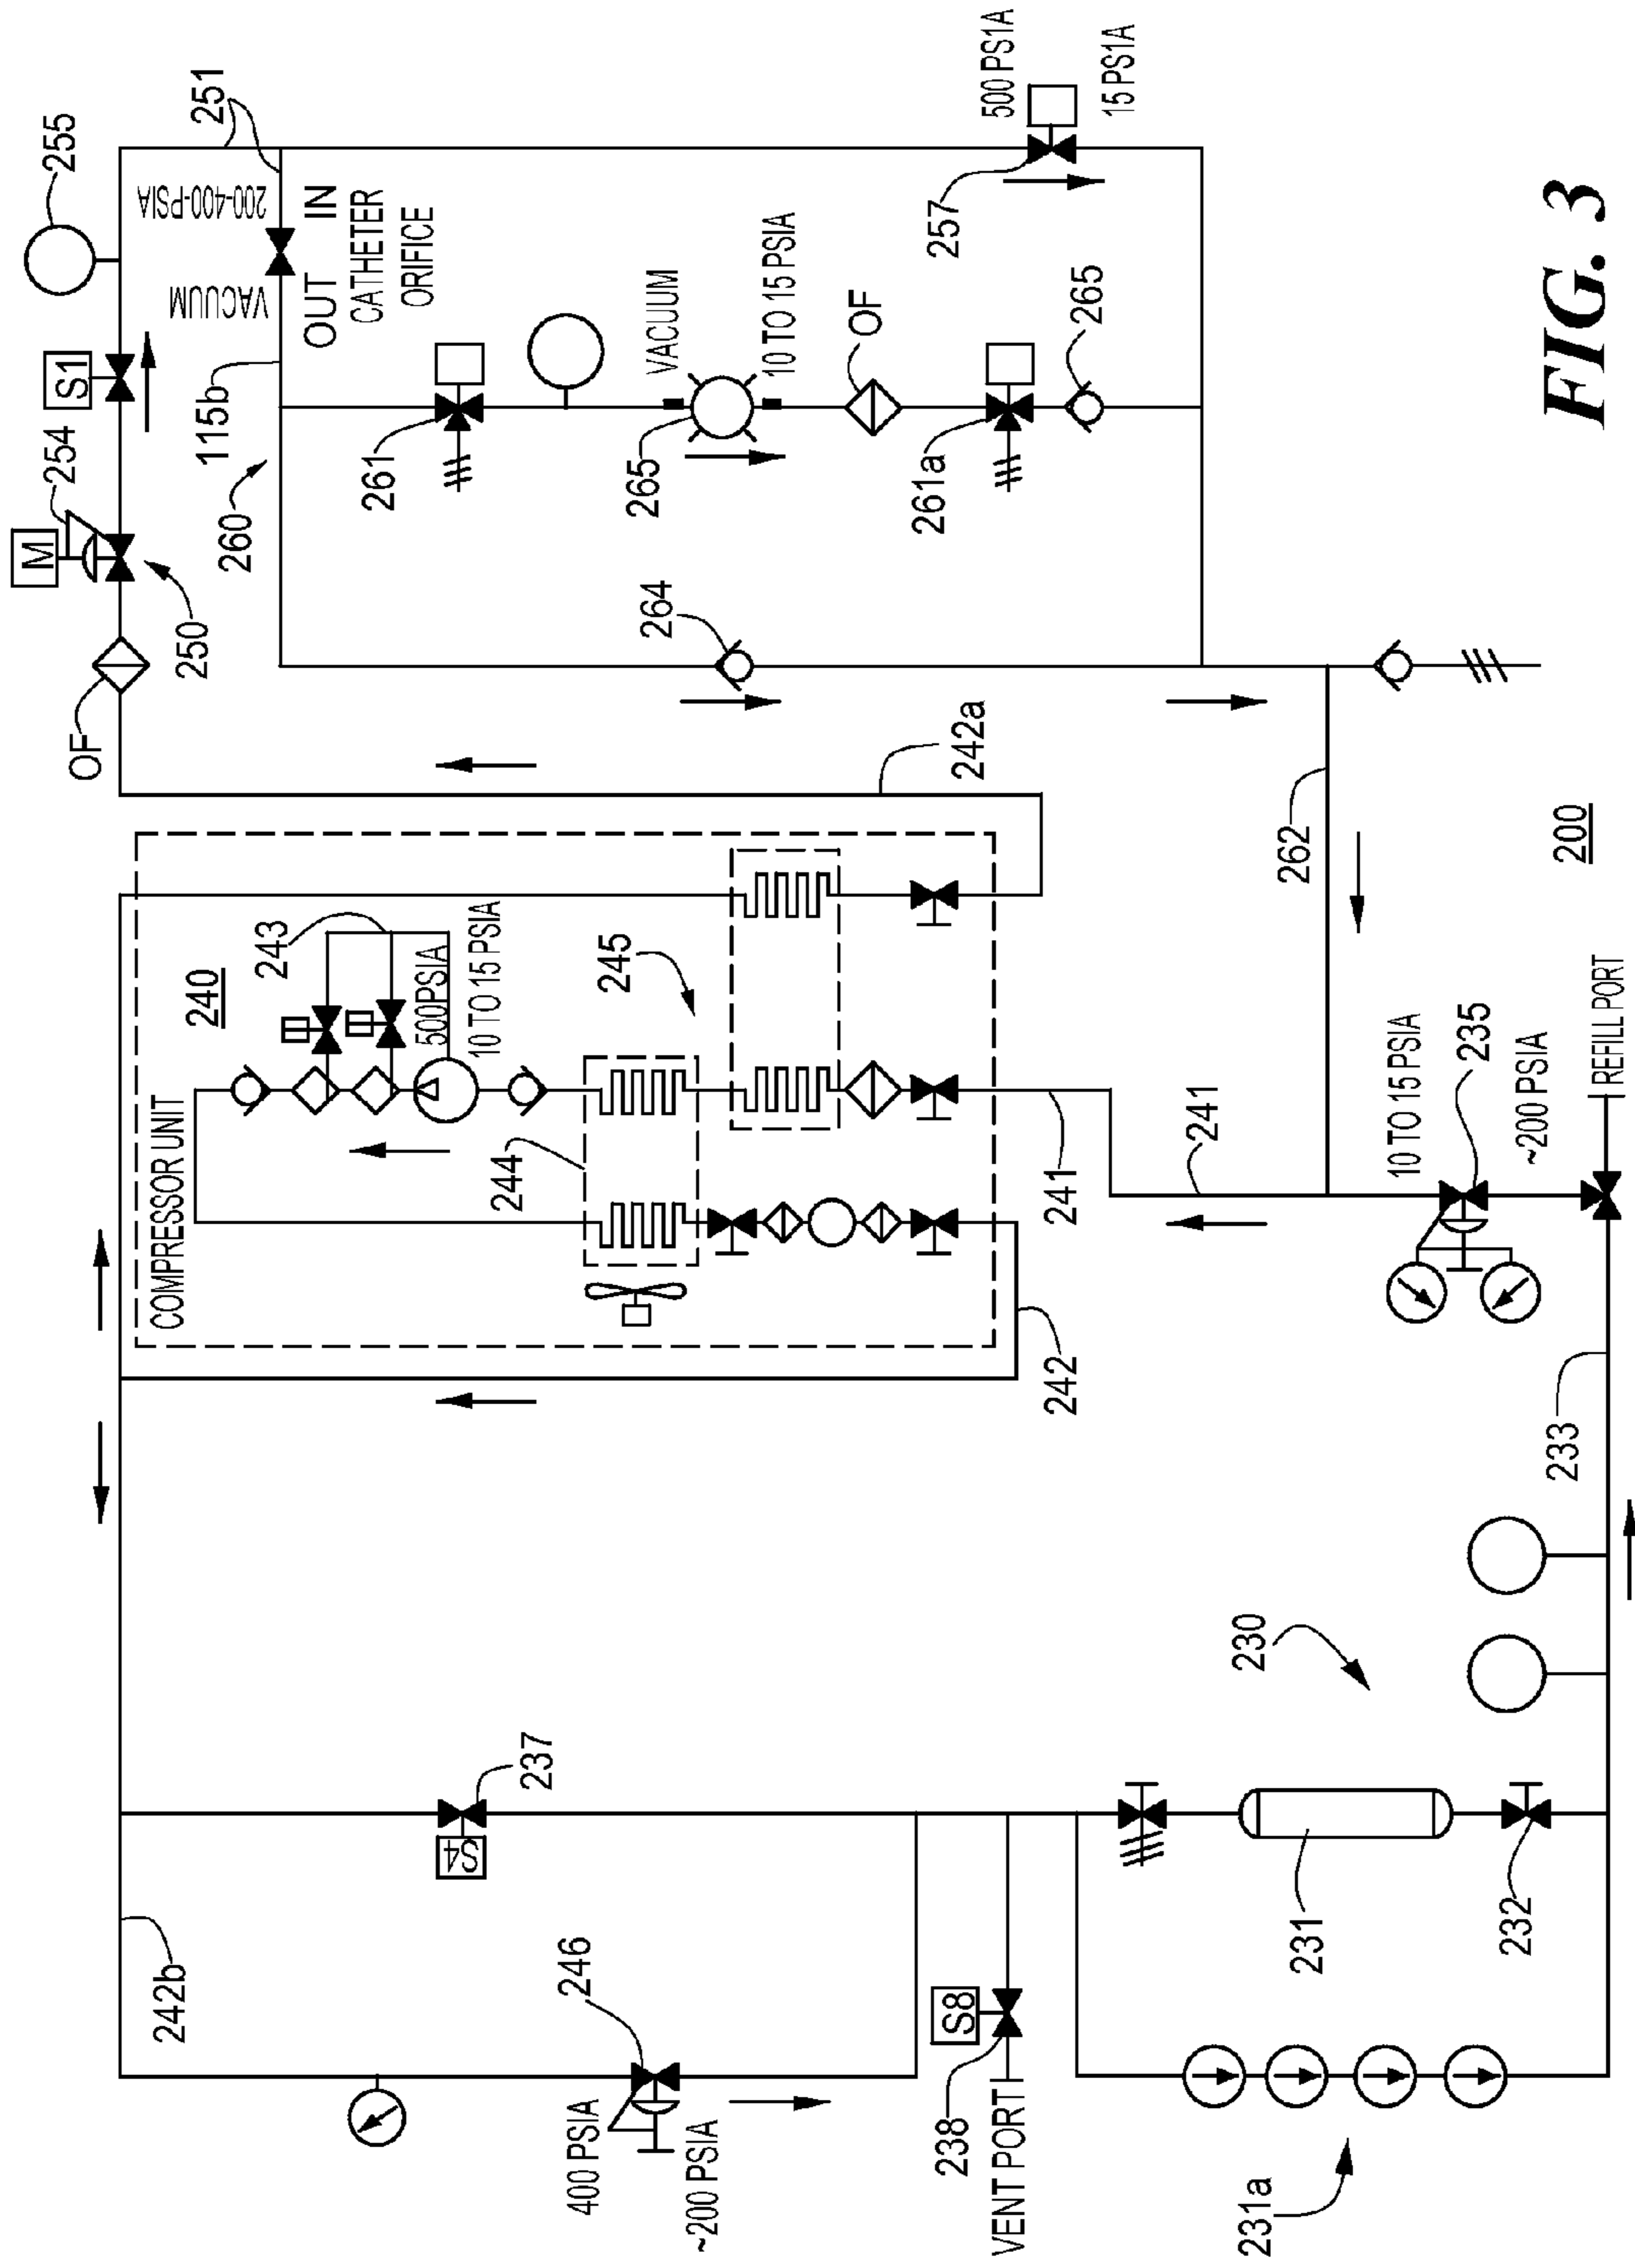 255
251
S1
254
M
250
OF
200-400-PSIA
VACUUM
IN
OUT
CATHETER
ORIFICE
115b
260
261
VACUUM
10 TO 15 PSIA
265
OF
261a
265
264
257
500 PS1A
15 PS1A
242a
262
200
COMPRESSOR UNIT
240
243
500PSIA
10 TO 15 PSIA
245
244
241
241
242
10 TO 15 PSIA
235
~200 PSIA
REFILL PORT
233
230
237
S4
242b
246
400 PSIA
~200 PSIA
S8
238
VENT PORT
231
232
231a
FIG. 3